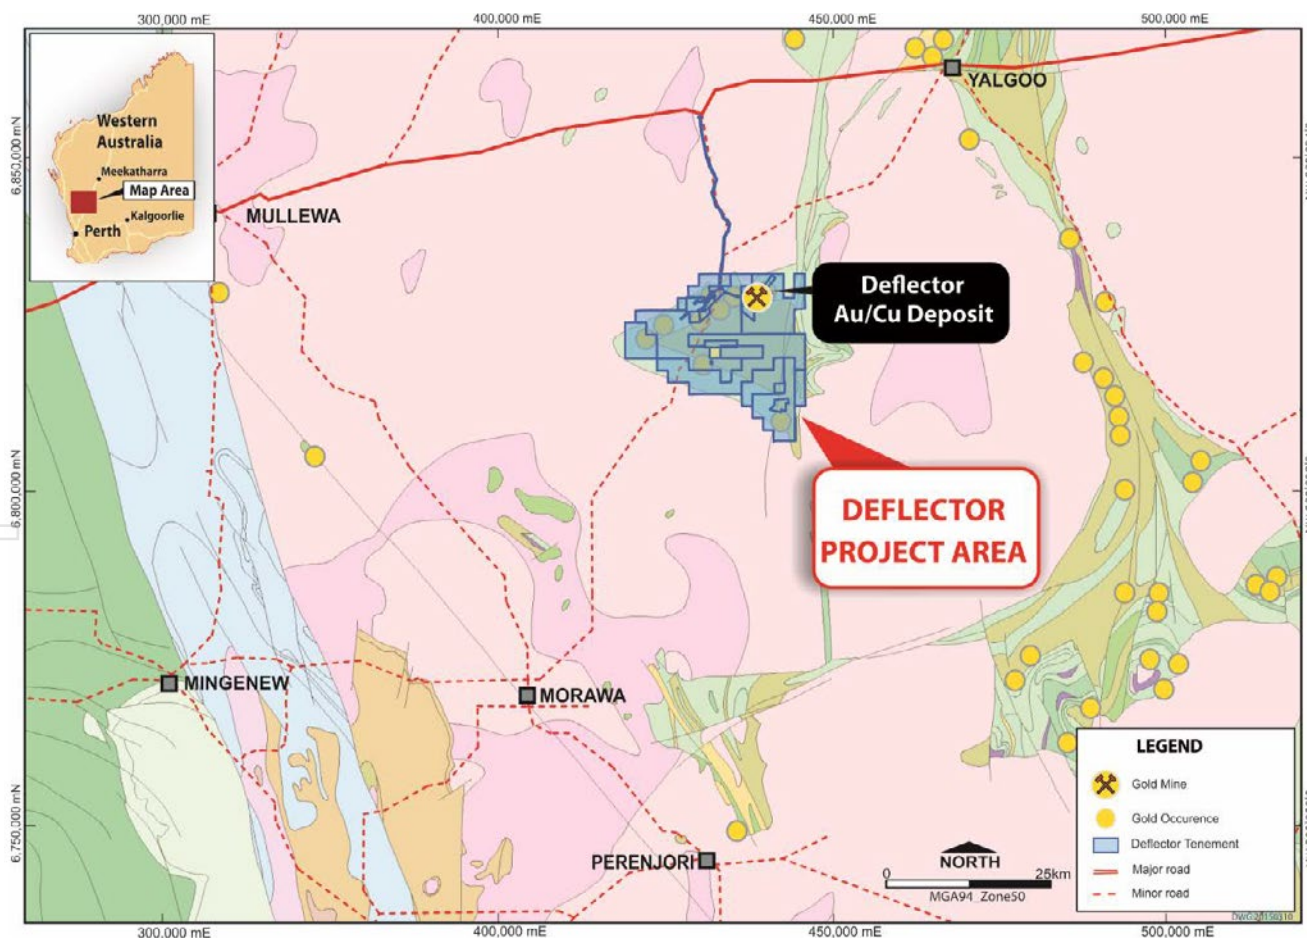 300,000 mE
400,000 mE
450,000 mE
500,000 mE
Western
Australia
Meekatharra
Map Area
Kalgoorlie
Perth
YALGOO
6,850,000 mN
MULLEWA
Deflector
Au/Cu Deposit
6,800,000 mN
DEFLECTOR
PROJECT AREA
MINGENEW
MORAWA
LEGEND
Gold Mine
Gold Occurence
Deflector Tenement
Major road
Minor road
6,750,000 mN
PERENJORI
NORTH
0
25km
MGA94_Zone50
300,000 mE
400,000 mE
450,000 mE
500,000 mE